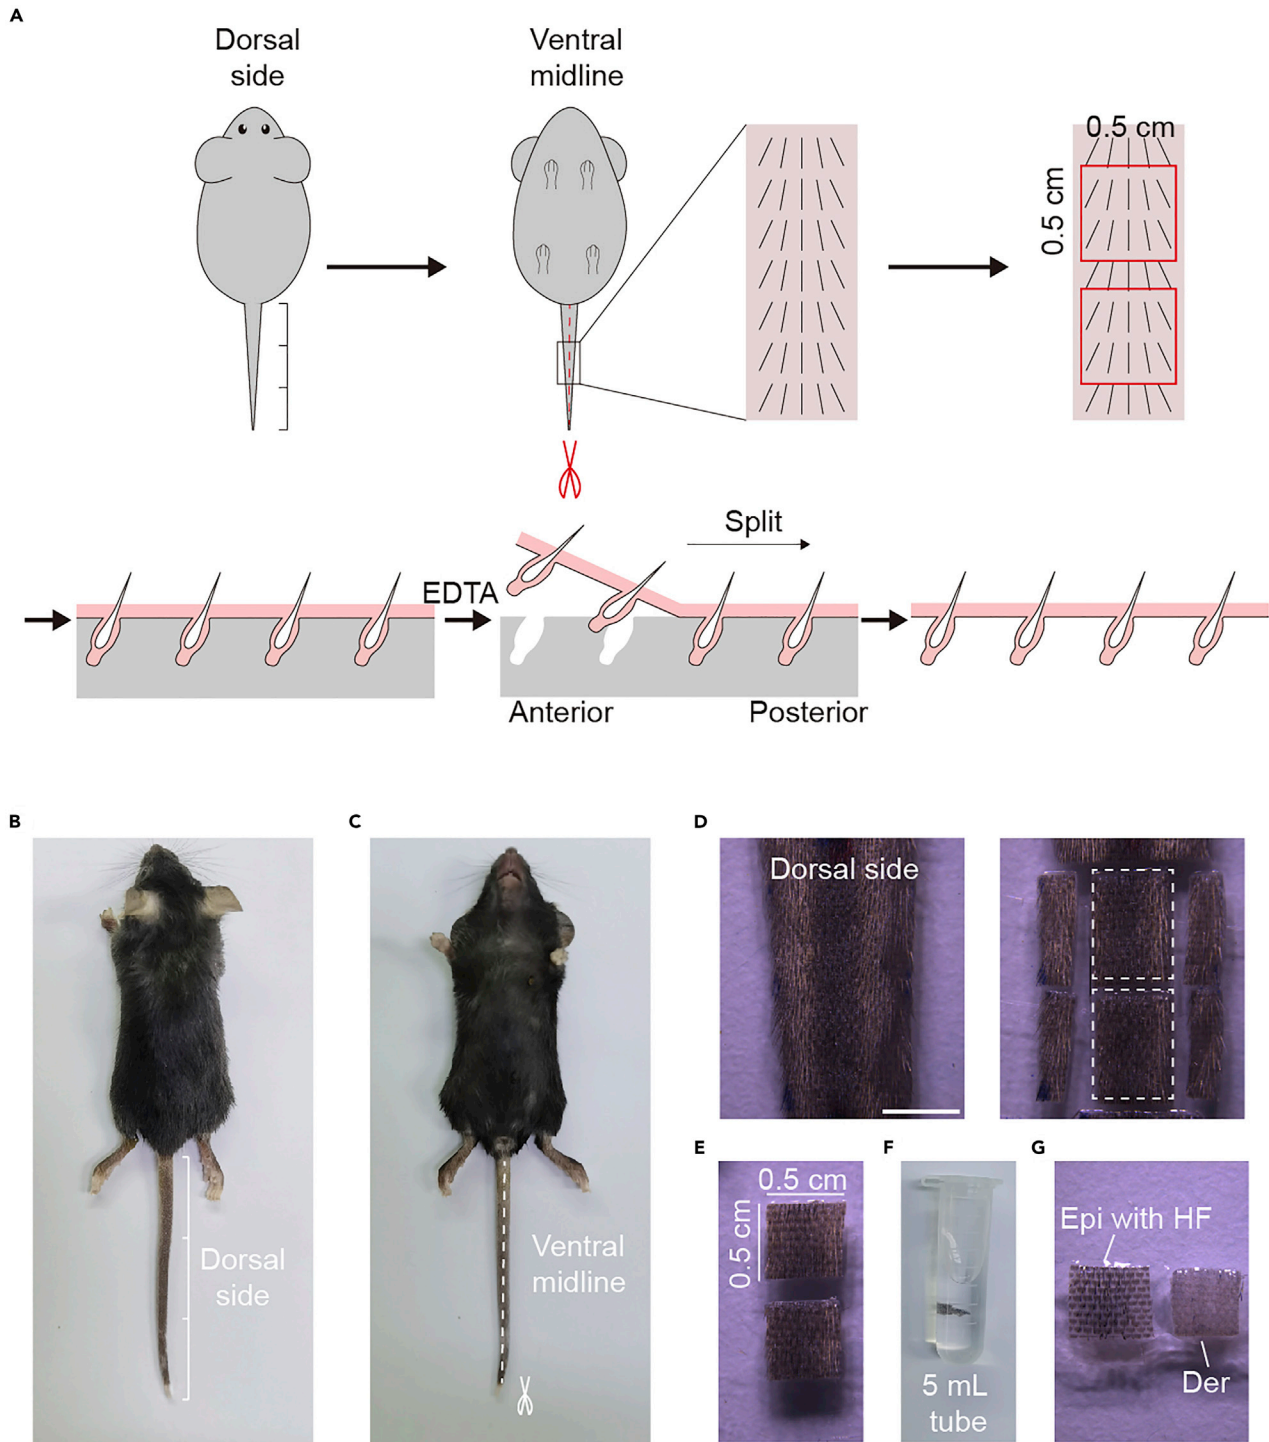 A
Dorsal
side
Ventral
midline
0.5 cm
0.5 cm
EDTA
Split
Anterior
Posterior
B
Dorsal
side
C
Ventral
midline
D
Dorsal side
E
0.5 cm
0.5 cm
F
5 mL
tube
G
Epi with HF
Der